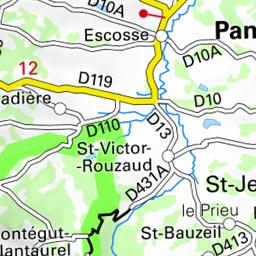 D10A
Pan
Escosse
D10A
12
D119
adière
D10
D110
D13
St-Victor-
-Rouzaud
D431A
St-Je
le Prieu
ontégut-
St-Bauzeil
lantaurel
D413